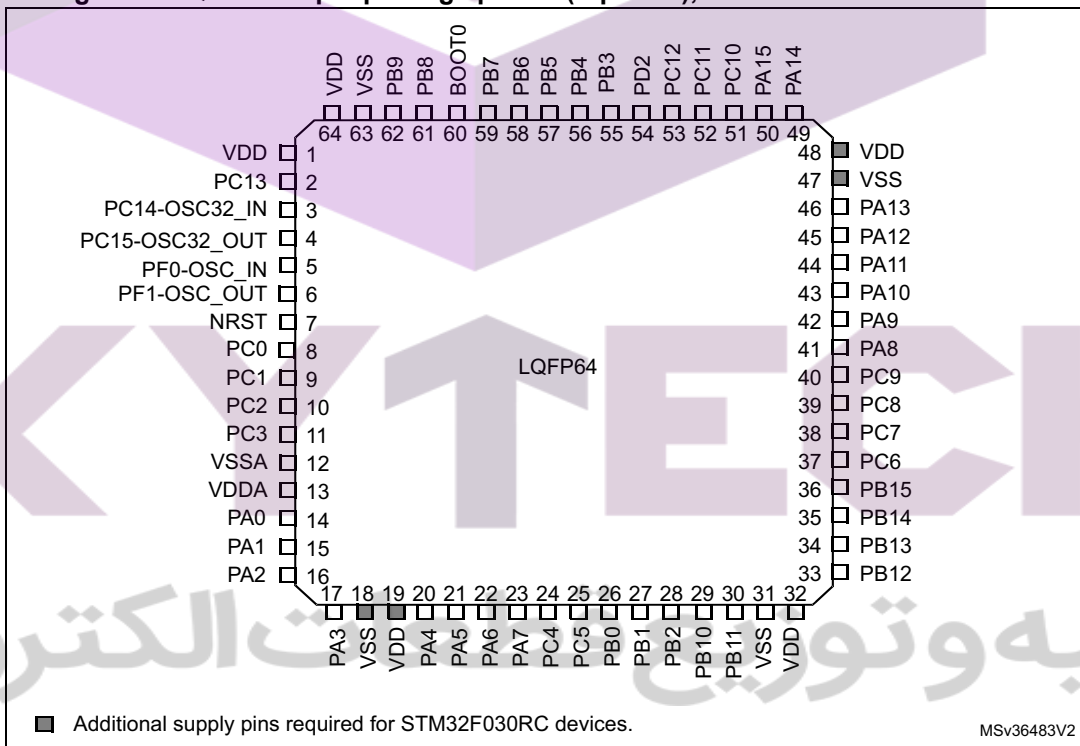 VDD
VSS
PB9
PB8
BOOT0
PB7
PB6
PB5
PB4
PB3
PD2
PC12
PC11
PC10
PA15
PA14
64 63 62 61 60 59 58 57 56 55 54 53 52 51 50 49
VDD 1
PC13 2
PC14-OSC32_IN 3
PC15-OSC32_OUT 4
PF0-OSC_IN 5
PF1-OSC_OUT 6
NRST 7
PC0 8
PC1 9
PC2 10
PC3 11
VSSA 12
VDDA 13
PA0 14
PA1 15
PA2 16
LQFP64
48 VDD
47 VSS
46 PA13
45 PA12
44 PA11
43 PA10
42 PA9
41 PA8
40 PC9
39 PC8
38 PC7
37 PC6
36 PB15
35 PB14
34 PB13
33 PB12
17 18 19 20 21 22 23 24 25 26 27 28 29 30 31 32
PA3
VSS
VDD
PA4
PA5
PA6
PA7
PC4
PC5
PB0
PB1
PB2
PB10
PB11
VSS
VDD
Additional supply pins required for STM32F030RC devices.
MSv36483V2